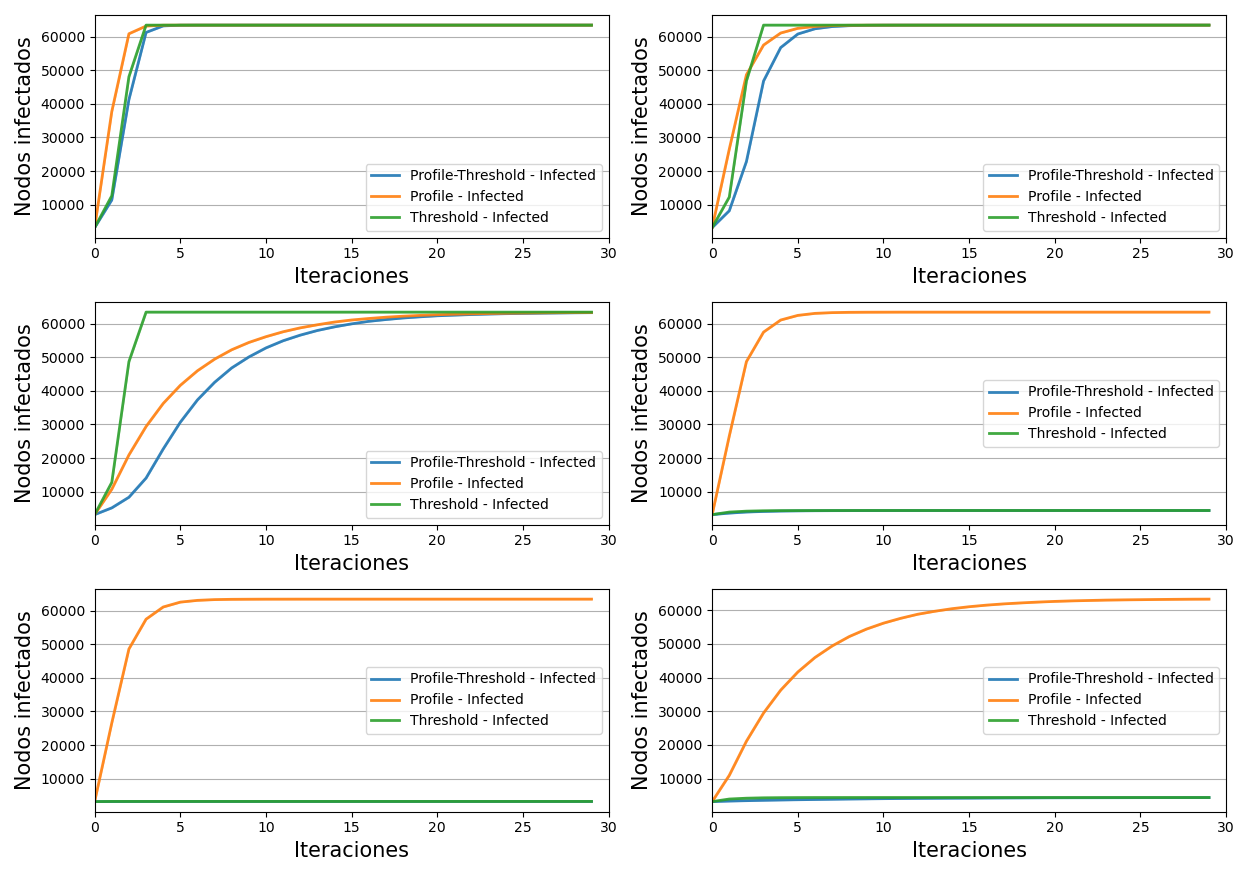 Nodos infectados
60000
50000
40000
30000
20000
10000
Profile-Threshold - Infected
Profile - Infected
Threshold - Infected
0 5 10 15 20 25 30
Iteraciones
Nodos infectados
60000
50000
40000
30000
20000
10000
Profile-Threshold - Infected
Profile - Infected
Threshold - Infected
0 5 10 15 20 25 30
Iteraciones
Nodos infectados
60000
50000
40000
30000
20000
10000
Profile-Threshold - Infected
Profile - Infected
Threshold - Infected
0 5 10 15 20 25 30
Iteraciones
Nodos infectados
60000
50000
40000
30000
20000
10000
Profile-Threshold - Infected
Profile - Infected
Threshold - Infected
0 5 10 15 20 25 30
Iteraciones
Nodos infectados
60000
50000
40000
30000
20000
10000
Profile-Threshold - Infected
Profile - Infected
Threshold - Infected
0 5 10 15 20 25 30
Iteraciones
Nodos infectados
60000
50000
40000
30000
20000
10000
Profile-Threshold - Infected
Profile - Infected
Threshold - Infected
0 5 10 15 20 25 30
Iteraciones